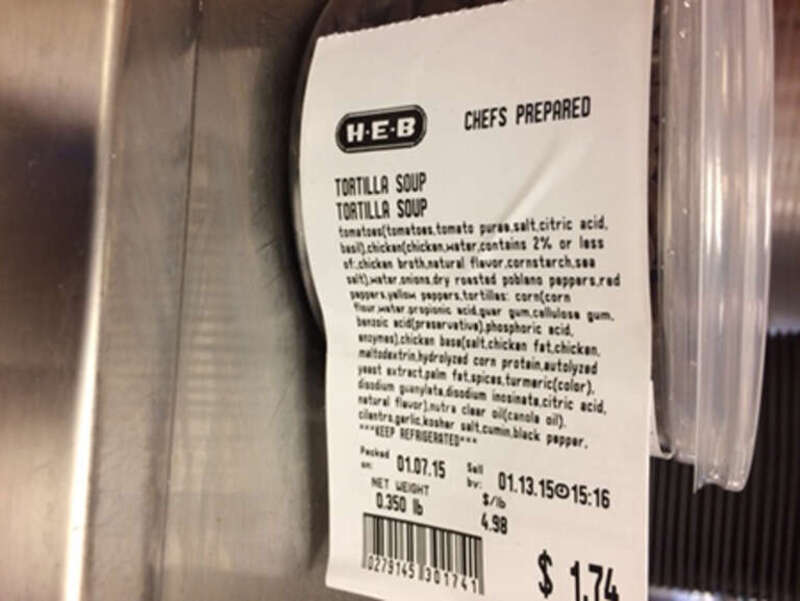 H-E-B
CHEFS PREPARED
TORTILLA SOUP
TORTILLA SOUP
tomatoes(tomatoes,tomato puree,salt,citric acid,
basil),chicken(chicken,water,contains 2% or less
of:,chicken broth,natural flavor,cornstarch,sea
salt),water,onions,dry roasted poblano peppers,red
peppers,yellow peppers,tortillas: corn(corn
flour,water,propionic acid,guar gum,cellulose gum,
benzoic acid(preservative),phosphoric acid,
enzymes),chicken base(salt,chicken fat,chicken,
maltodextrin,hydrolyzed corn protein,autolyzed
yeast extract,palm fat,spices,turmeric(color),
disodium guanylate,disodium inosinate,citric acid,
natural flavor),nutra clear oil(canola oil),
cilantro,garlic,kosher salt,cumin,black pepper,
***KEEP REFRIGERATED***
Packed on: 01.07.15 Sell by: 01.13.15@15:16
NET WEIGHT $/lb
0.350 lb 4.98
0279145 301741
$ 1.74